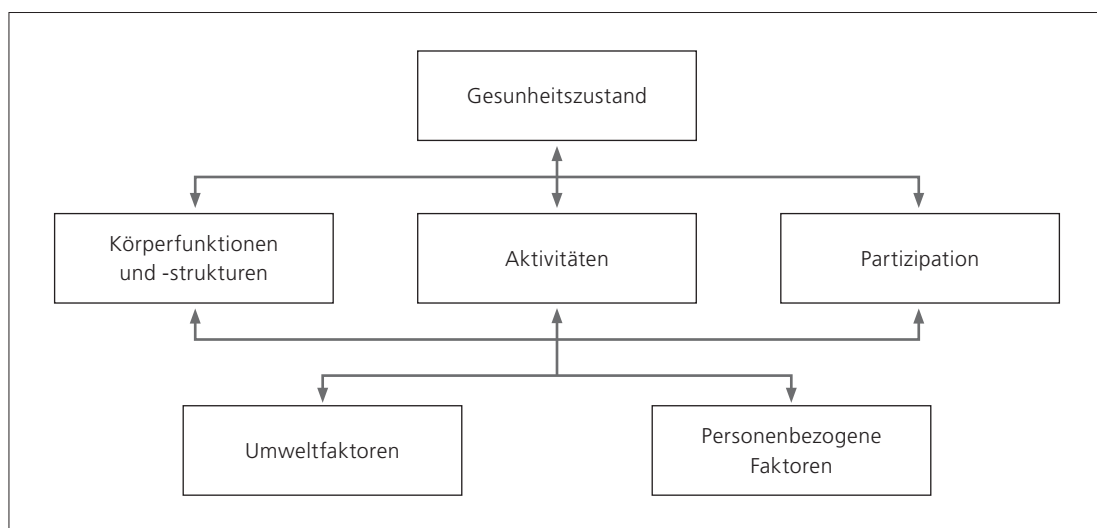 Gesunheitszustand
Körperfunktionen
und -strukturen
Aktivitäten
Partizipation
Umweltfaktoren
Personenbezogene
Faktoren